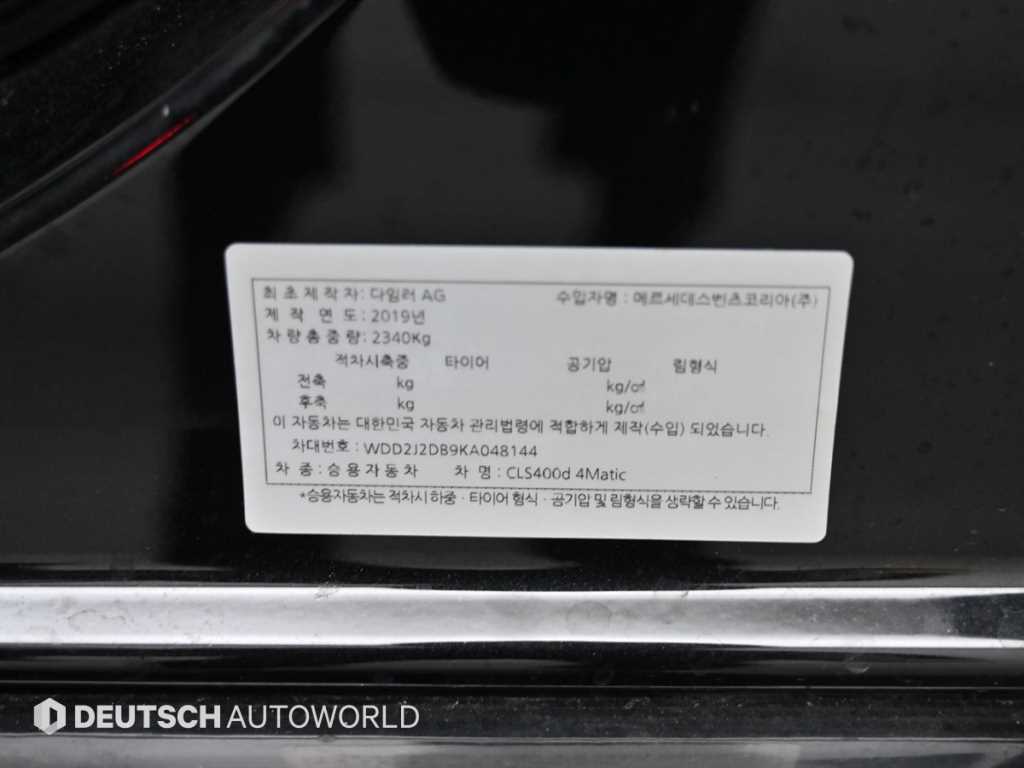 최 초 제 작 자: 다임러 AG 수입자명 : 메르세데스벤츠코리아(주)
제 작 연 도 : 2019년
차 량 총 중 량: 2340Kg
적차시축중 타이어 공기압 림형식
전축 kg kg/㎠
후축 kg kg/㎠
이 자동차는 대한민국 자동차 관리법령에 적합하게 제작(수입) 되었습니다.
차대번호 : WDD2J2DB9KA048144
차 종 : 승용자동차 차 명 : CLS400d 4Matic
*승용자동차는 적차시 하중 · 타이어 형식 · 공기압 및 림형식을 생략할 수 있습니다.
DEUTSCH AUTOWORLD